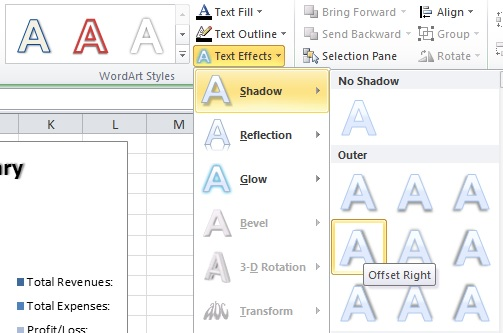 Text Fill
Bring Forward
Align
Text Outline
Send Backward
Group
Text Effects
Selection Pane
Rotate
WordArt Styles
Shadow
No Shadow
Reflection
Outer
Glow
Bevel
Offset Right
3-D Rotation
Transform
K
L
M
ry
Total Revenues:
Total Expenses:
Profit/Loss: